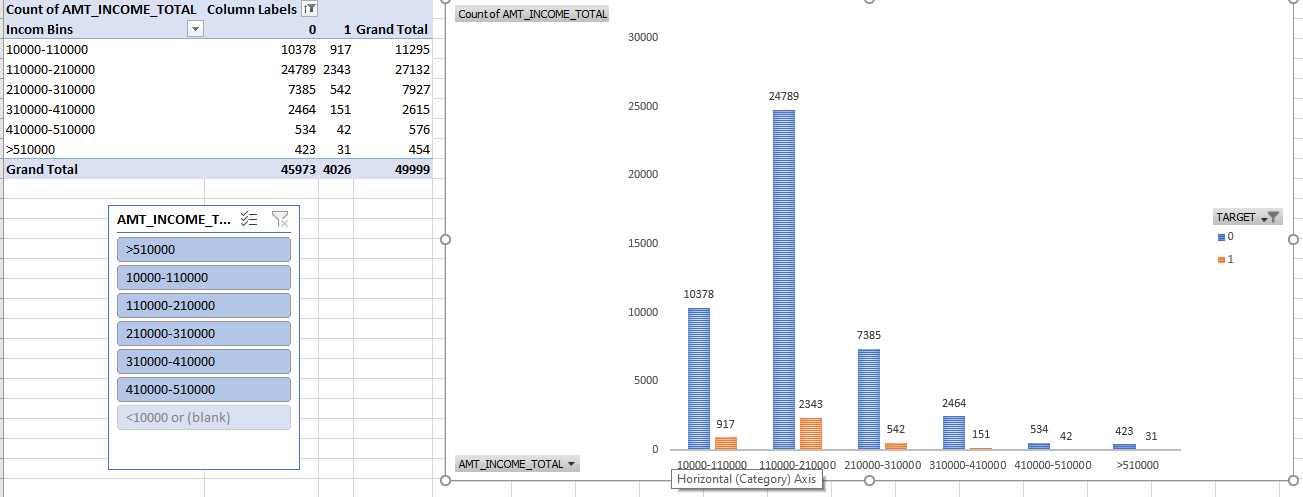 Count of AMT_INCOME_TOTAL Column Labels
Incom Bins 0 1 Grand Total
10000-110000 10378 917 11295
110000-210000 24789 2343 27132
210000-310000 7385 542 7927
310000-410000 2464 151 2615
410000-510000 534 42 576
>510000 423 31 454
Grand Total 45973 4026 49999
AMT_INCOME_T...
>510000
10000-110000
110000-210000
210000-310000
310000-410000
410000-510000
<10000 or (blank)
Count of AMT_INCOME_TOTAL
30000
25000
20000
15000
10000
5000
0
10378
917
24789
2343
7385
542
2464
151
534
42
423
31
10000-110000 110000-210000 210000-310000 310000-410000 410000-510000 >510000
AMT_INCOME_TOTAL
Horizontal (Category) Axis
TARGET
0
1